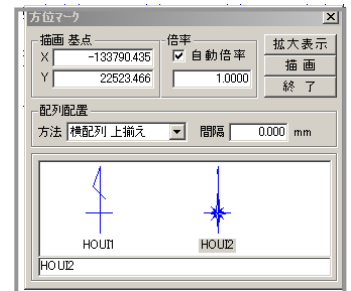 方位マーク
描画 基点
X -133790.435
Y 22523.466
倍率
自動倍率
1.0000
拡大表示
描 画
終 了
配列配置
方法 横配列 上揃え 間隔 0.000 mm
HOUI1 HOUI2
HOUI2